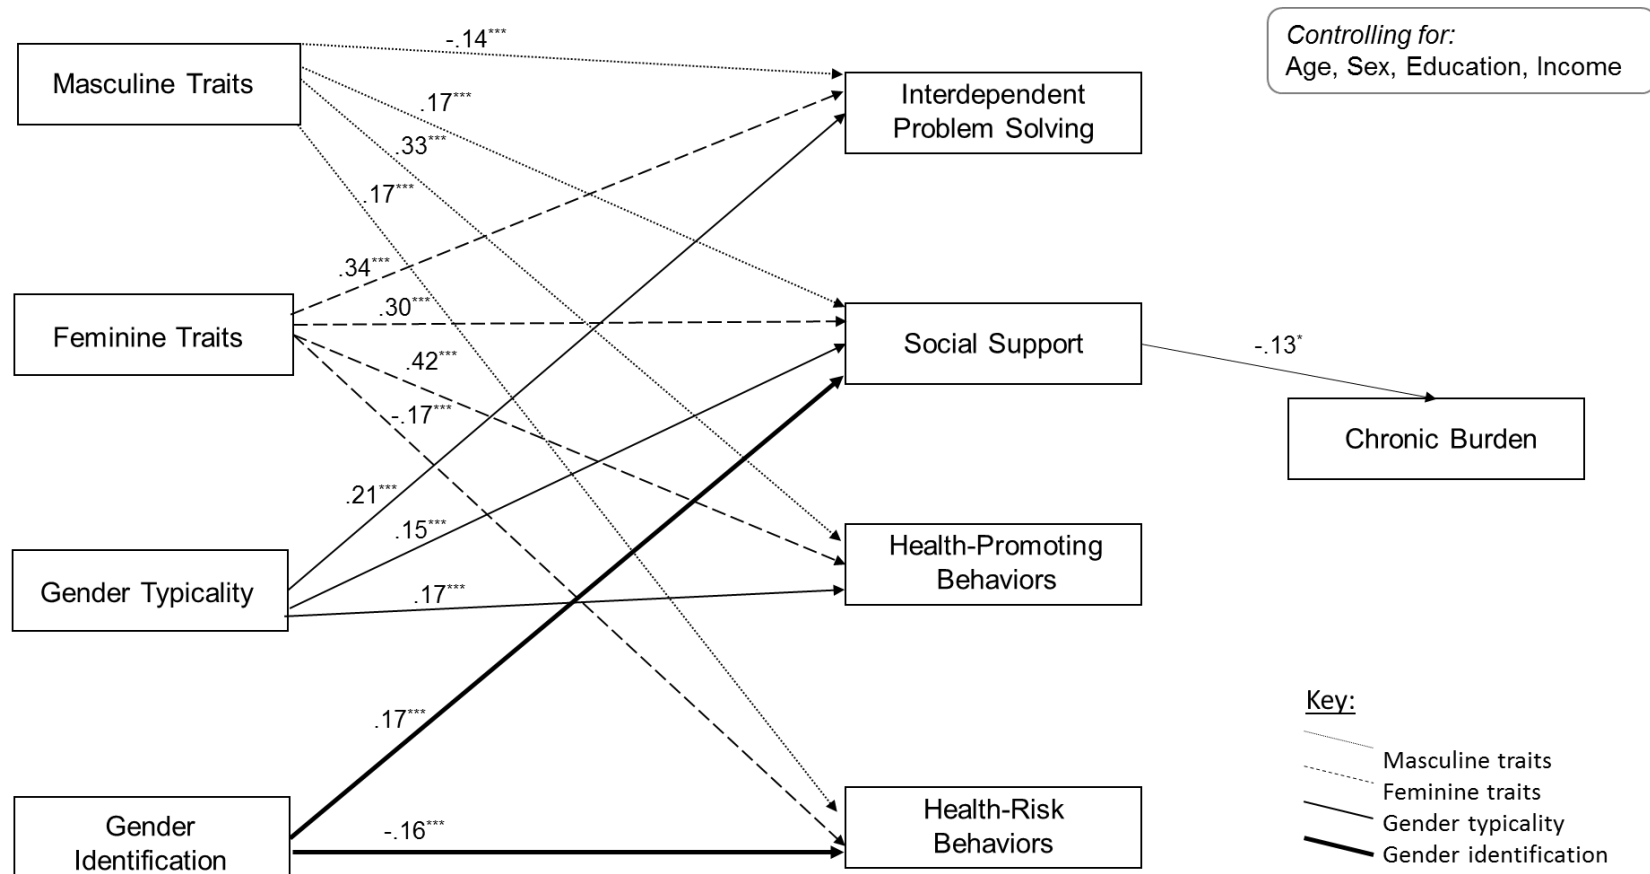 Controlling for:
Age, Sex, Education, Income
Masculine Traits
-.14***
.17***
.33***
.17***
Interdependent
Problem Solving
Feminine Traits
.34***
.30***
.42***
-.17***
Social Support
-.13*
Chronic Burden
Gender Typicality
.21***
.15***
.17***
Health-Promoting
Behaviors
Gender
Identification
.17***
-.16***
Health-Risk
Behaviors
Key:
Masculine traits
Feminine traits
Gender typicality
Gender identification